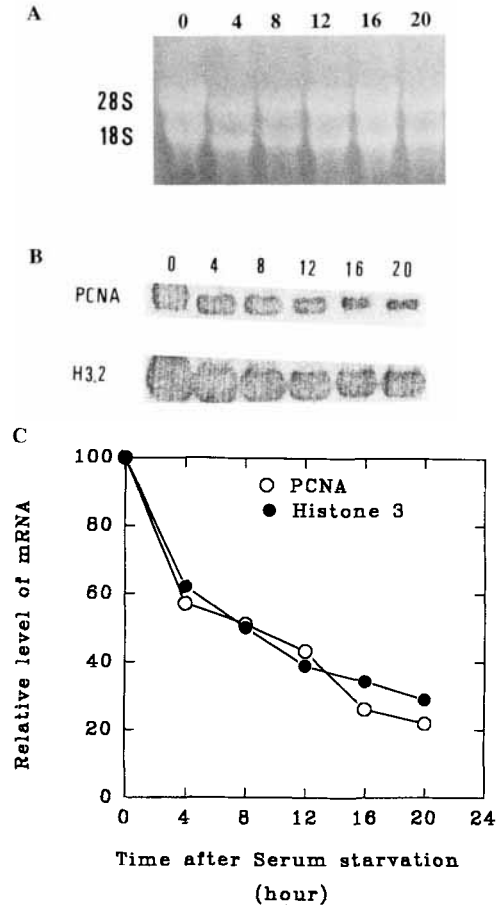 A
0 4 8 12 16 20
28S
18S
B
0 4 8 12 16 20
PCNA
H3.2
C
100
80
60
40
20
0
Relative level of mRNA
PCNA
Histone 3
0 4 8 12 16 20 24
Time after Serum starvation
(hour)